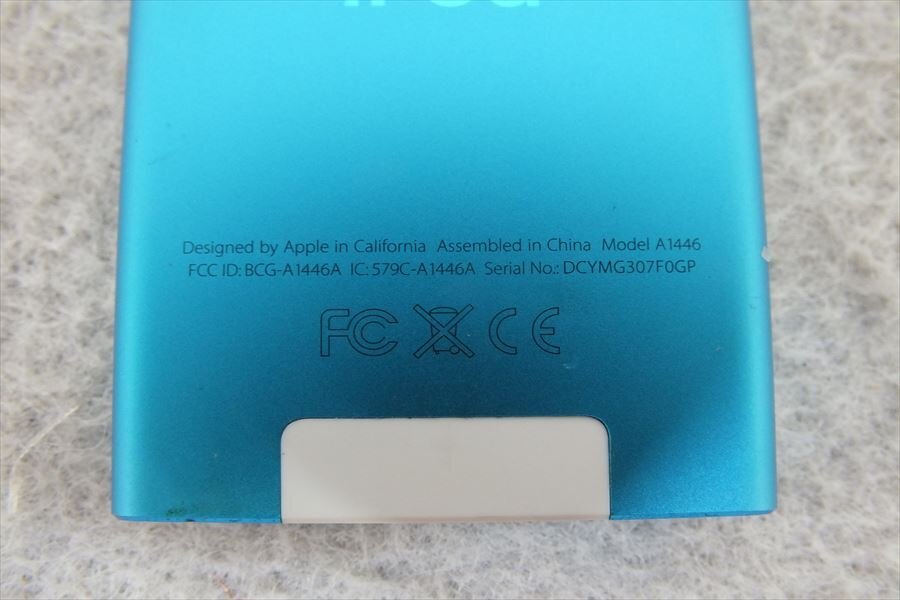 iPod
Designed by Apple in California Assembled in China Model A1446
FCC ID: BCG-A1446A IC: 579C-A1446A Serial No.: DCYMG307F0GP
FC CE